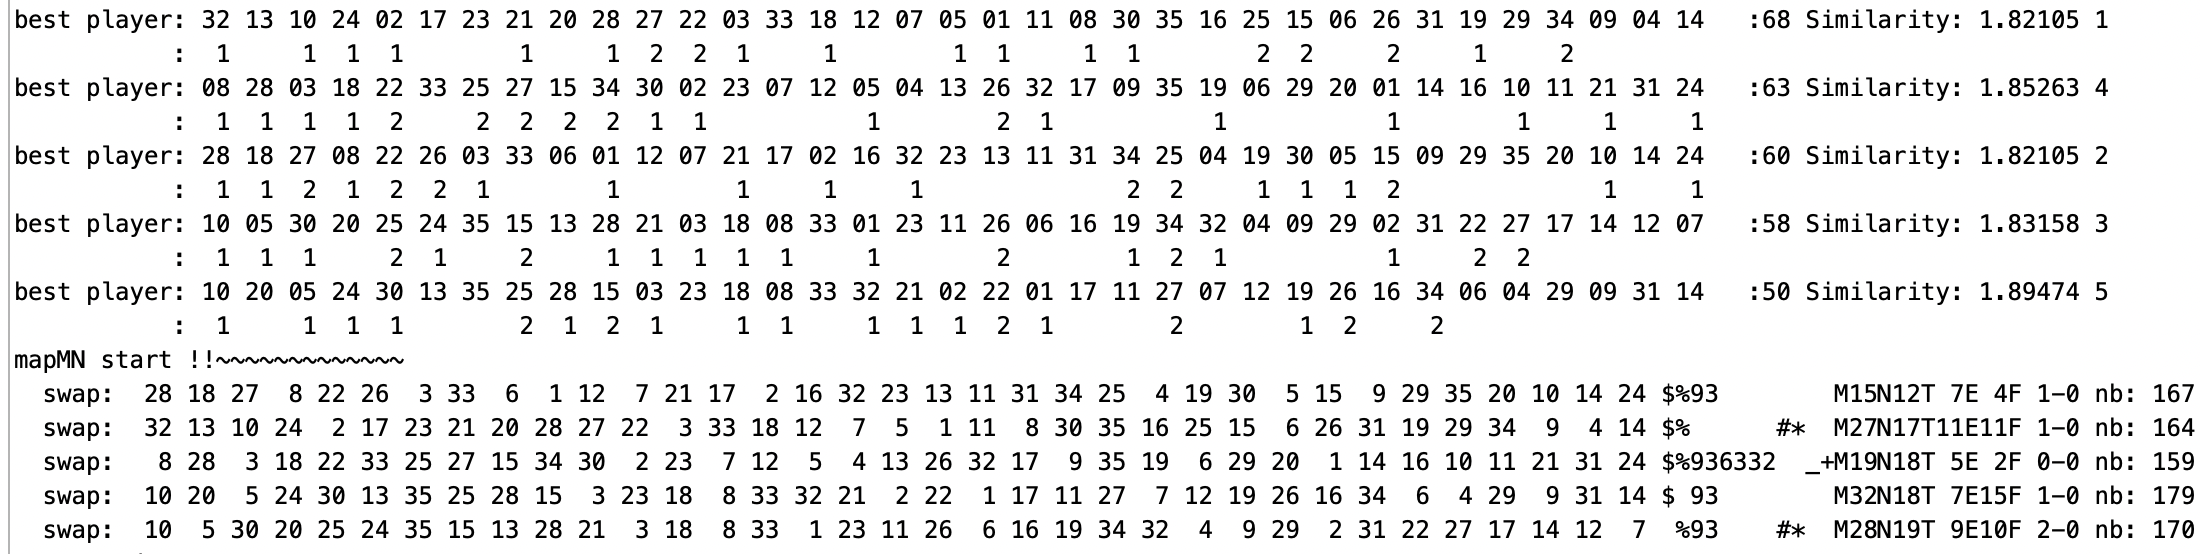 best player: 32 13 10 24 02 17 23 21 20 28 27 22 03 33 18 12 07 05 01 11 08 30 35 16 25 15 06 26 31 19 29 34 09 04 14   :68 Similarity: 1.82105 1
           :  1     1  1  1        1     1  2  2  1     1        1  1     1  1        2  2     2     1     2
best player: 08 28 03 18 22 33 25 27 15 34 30 02 23 07 12 05 04 13 26 32 17 09 35 19 06 29 20 01 14 16 10 11 21 31 24   :63 Similarity: 1.85263 4
           :  1  1  1  1  2     2  2  2  2  1  1           1        2  1           1           1        1     1     1
best player: 28 18 27 08 22 26 03 33 06 01 12 07 21 17 02 16 32 23 13 11 31 34 25 04 19 30 05 15 09 29 35 20 10 14 24   :60 Similarity: 1.82105 2
           :  1  1  2  1  2  2  1        1        1     1     1              2  2     1  1  1  2              1     1
best player: 10 05 30 20 25 24 35 15 13 28 21 03 18 08 33 01 23 11 26 06 16 19 34 32 04 09 29 02 31 22 27 17 14 12 07   :58 Similarity: 1.83158 3
           :  1  1  1     2  1     2     1  1  1  1  1     1        2        1  2  1           1     2  2
best player: 10 20 05 24 30 13 35 25 28 15 03 23 18 08 33 32 21 02 22 01 17 11 27 07 12 19 26 16 34 06 04 29 09 31 14   :50 Similarity: 1.89474 5
           :  1     1  1  1        2  1  2  1     1  1     1  1  1  2  1        2        1  2     2
mapMN start !!~~~~~~~~~~~~~
  swap:  28 18 27  8 22 26  3 33  6  1 12  7 21 17  2 16 32 23 13 11 31 34 25  4 19 30  5 15  9 29 35 20 10 14 24 $%93        M15N12T 7E 4F 1-0 nb: 167
  swap:  32 13 10 24  2 17 23 21 20 28 27 22  3 33 18 12  7  5  1 11  8 30 35 16 25 15  6 26 31 19 29 34  9  4 14 $%      #*  M27N17T11E11F 1-0 nb: 164
  swap:   8 28  3 18 22 33 25 27 15 34 30  2 23  7 12  5  4 13 26 32 17  9 35 19  6 29 20  1 14 16 10 11 21 31 24 $%936332  _+M19N18T 5E 2F 0-0 nb: 159
  swap:  10 20  5 24 30 13 35 25 28 15  3 23 18  8 33 32 21  2 22  1 17 11 27  7 12 19 26 16 34  6  4 29  9 31 14 $ 93        M32N18T 7E15F 1-0 nb: 179
  swap:  10  5 30 20 25 24 35 15 13 28 21  3 18  8 33  1 23 11 26  6 16 19 34 32  4  9 29  2 31 22 27 17 14 12  7  %93    #*  M28N19T 9E10F 2-0 nb: 170